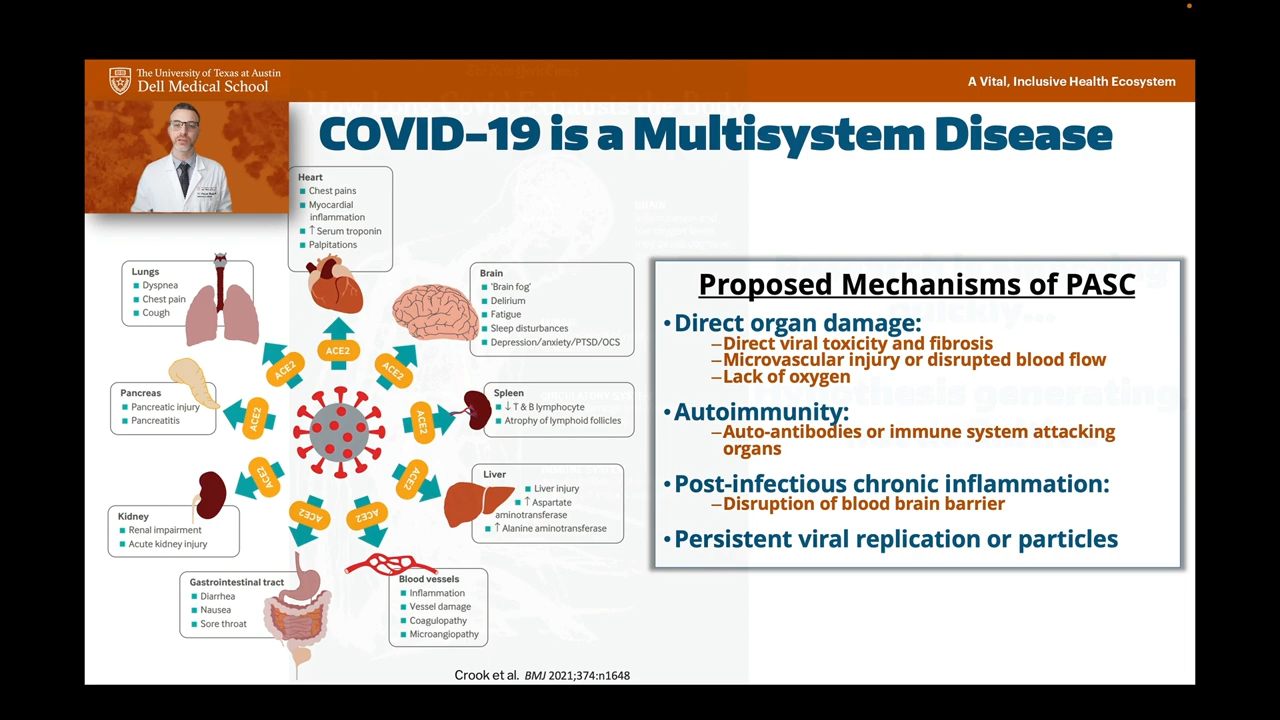 The University of Texas at Austin
Dell Medical School
A Vital, Inclusive Health Ecosystem
COVID-19 is a Multisystem Disease
Heart
Chest pains
Myocardial
inflammation
↑ Serum troponin
Palpitations
Lungs
Dyspnea
Chest pain
Cough
Brain
'Brain fog'
Delirium
Fatigue
Sleep disturbances
Depression/anxiety/PTSD/OCS
Pancreas
Pancreatic injury
Pancreatitis
Spleen
↓ T & B lymphocyte
Atrophy of lymphoid follicles
Kidney
Renal impairment
Acute kidney injury
Liver
Liver injury
↑ Aspartate
aminotransferase
↑ Alanine aminotransferase
Gastrointestinal tract
Diarrhea
Nausea
Sore throat
Blood vessels
Inflammation
Vessel damage
Coagulopathy
Microangiopathy
ACE2
ACE2
ACE2
ACE2
ACE2
ACE2
ACE2
ACE2
ACE2
Proposed Mechanisms of PASC
•Direct organ damage:
–Direct viral toxicity and fibrosis
–Microvascular injury or disrupted blood flow
–Lack of oxygen
•Autoimmunity:
–Auto-antibodies or immune system attacking
organs
•Post-infectious chronic inflammation:
–Disruption of blood brain barrier
•Persistent viral replication or particles
Crook et al. BMJ 2021;374:n1648